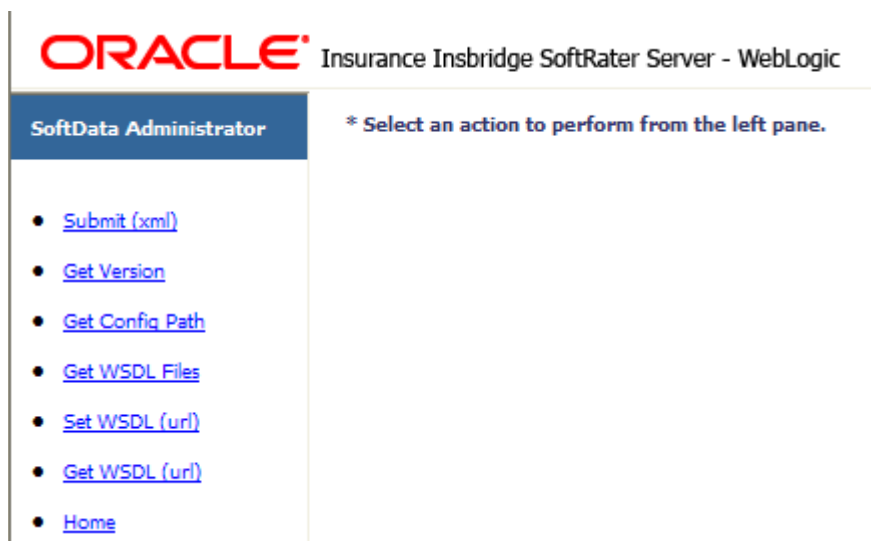 ORACLE Insurance Insbridge SoftRater Server - WebLogic
SoftData Administrator
* Select an action to perform from the left pane.
Submit (xml)
Get Version
Get Config Path
Get WSDL Files
Set WSDL (url)
Get WSDL (url)
Home